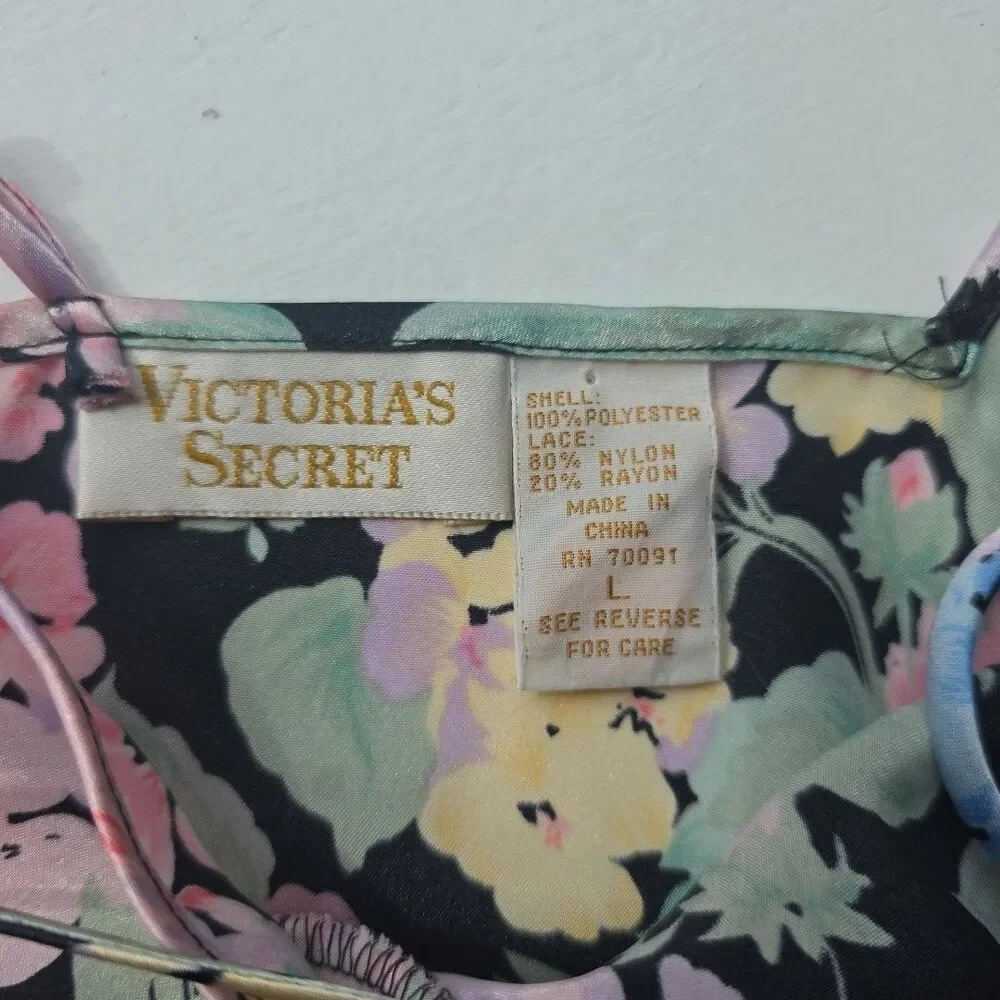 VICTORIA'S
SECRET
SHELL:
100% POLYESTER
LACE:
80% NYLON
20% RAYON
MADE IN
CHINA
RN 70091
L
SEE REVERSE
FOR CARE